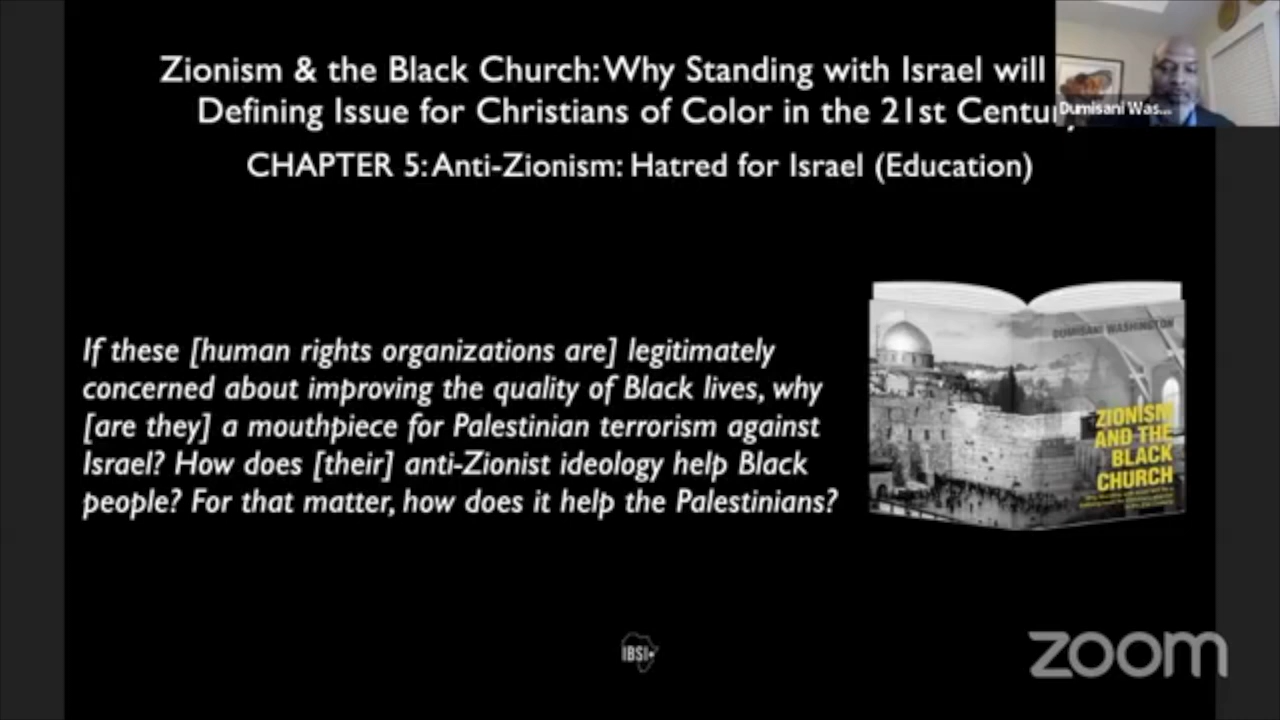 Zionism & the Black Church: Why Standing with Israel will
Defining Issue for Christians of Color in the 21st Century
CHAPTER 5: Anti-Zionism: Hatred for Israel (Education)
Dumisani Was...
If these [human rights organizations are] legitimately
concerned about improving the quality of Black lives, why
[are they] a mouthpiece for Palestinian terrorism against
Israel? How does [their] anti-Zionist ideology help Black
people? For that matter, how does it help the Palestinians?
DUMISANI WASHINGTON
ZIONISM
AND THE
BLACK
CHURCH
IBSI
zoom